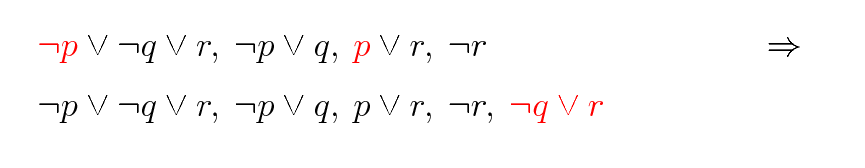 ¬p ∨ ¬q ∨ r, ¬p ∨ q, p ∨ r, ¬r ⇒
¬p ∨ ¬q ∨ r, ¬p ∨ q, p ∨ r, ¬r, ¬q ∨ r